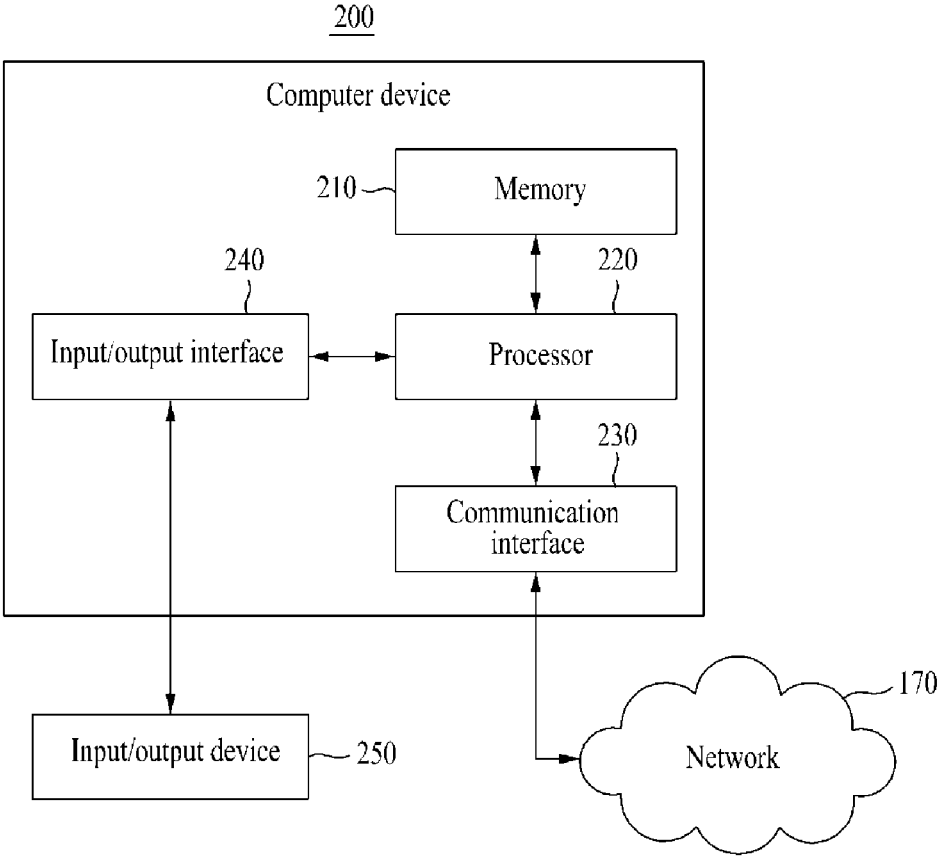 200
Computer device
210
Memory
240
220
Input/output interface
Processor
230
Communication
interface
170
Input/output device
250
Network